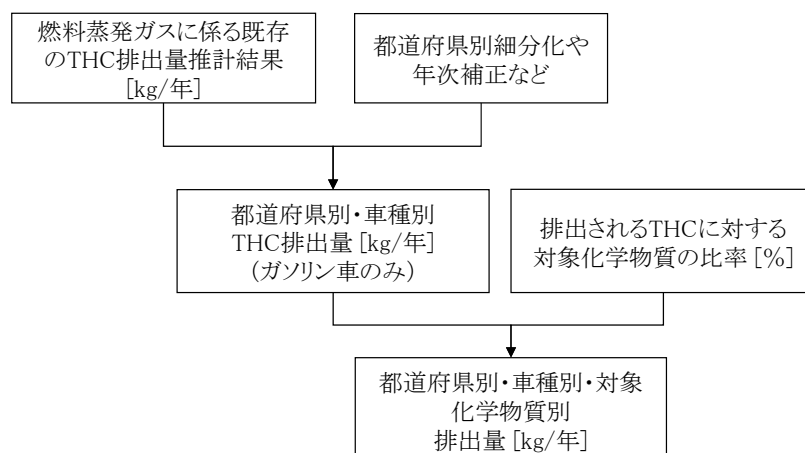 燃料蒸発ガスに係る既存
のTHC排出量推計結果
[kg/年]
都道府県別細分化や
年次補正など
都道府県別・車種別
THC排出量[kg/年]
(ガソリン車のみ)
排出されるTHCに対する
対象化学物質の比率[%]
都道府県別・車種別・対象
化学物質別
排出量[kg/年]